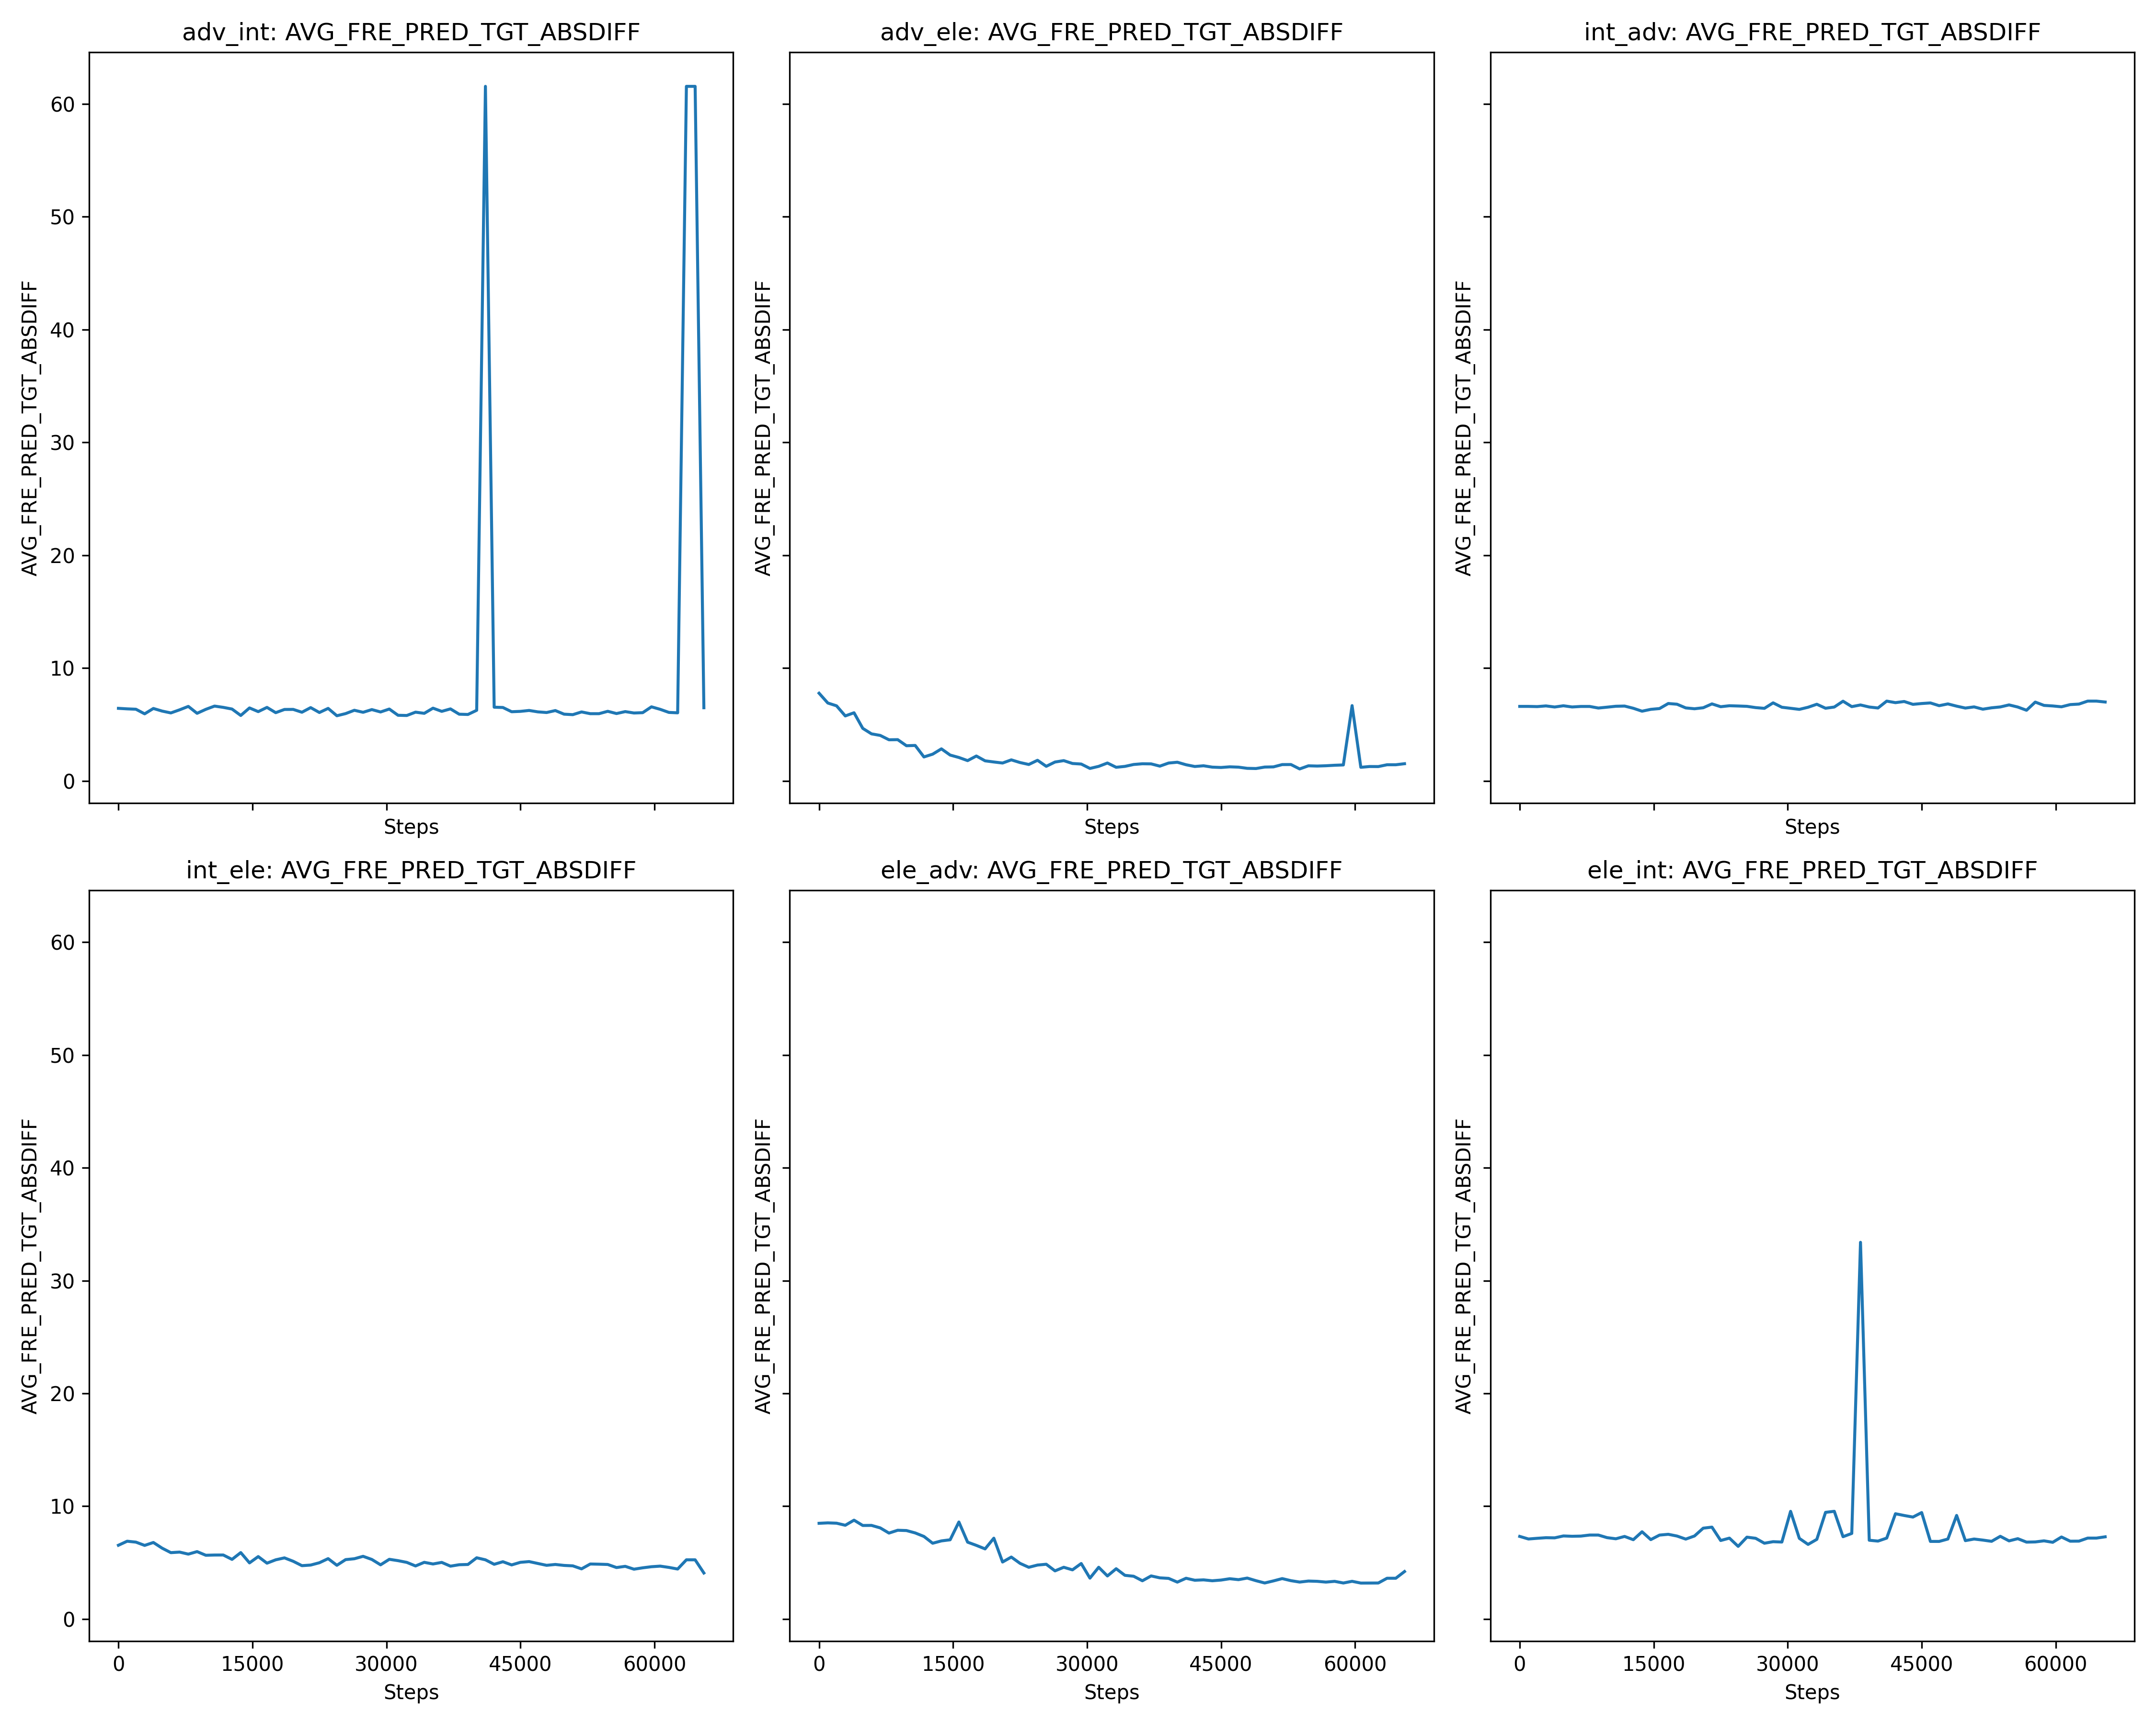 adv_int: AVG_FRE_PRED_TGT_ABSDIFF
AVG_FRE_PRED_TGT_ABSDIFF
60
50
40
30
20
10
0
Steps
adv_ele: AVG_FRE_PRED_TGT_ABSDIFF
AVG_FRE_PRED_TGT_ABSDIFF
Steps
int_adv: AVG_FRE_PRED_TGT_ABSDIFF
AVG_FRE_PRED_TGT_ABSDIFF
Steps
int_ele: AVG_FRE_PRED_TGT_ABSDIFF
AVG_FRE_PRED_TGT_ABSDIFF
60
50
40
30
20
10
0
0 15000 30000 45000 60000
Steps
ele_adv: AVG_FRE_PRED_TGT_ABSDIFF
AVG_FRE_PRED_TGT_ABSDIFF
0 15000 30000 45000 60000
Steps
ele_int: AVG_FRE_PRED_TGT_ABSDIFF
AVG_FRE_PRED_TGT_ABSDIFF
0 15000 30000 45000 60000
Steps